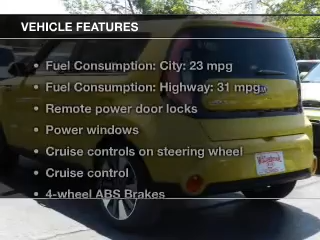 VEHICLE FEATURES
• Fuel Consumption: City: 23 mpg
• Fuel Consumption: Highway: 31 mpg
• Remote power door locks
• Power windows
• Cruise controls on steering wheel
• Cruise control
• 4-wheel ABS Brakes